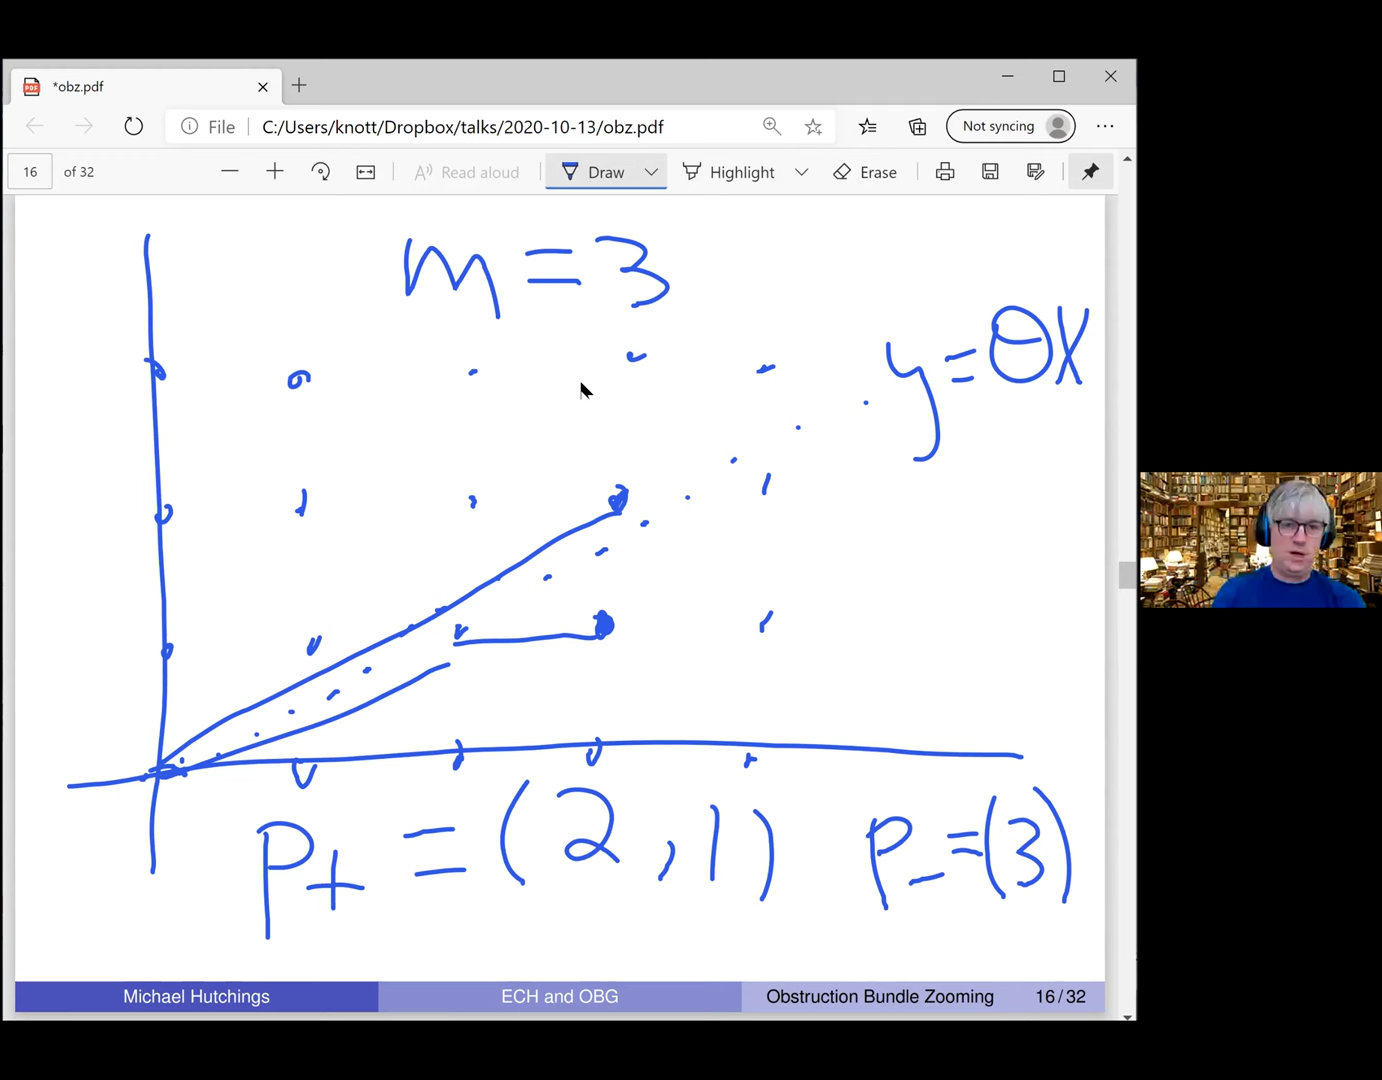 *obz.pdf
File C:/Users/knott/Dropbox/talks/2020-10-13/obz.pdf Not syncing
16 of 32 Read aloud Draw Highlight Erase
m = 3
y = θx
P+ = (2, 1) P- = (3)
Michael Hutchings ECH and OBG Obstruction Bundle Zooming 16 / 32